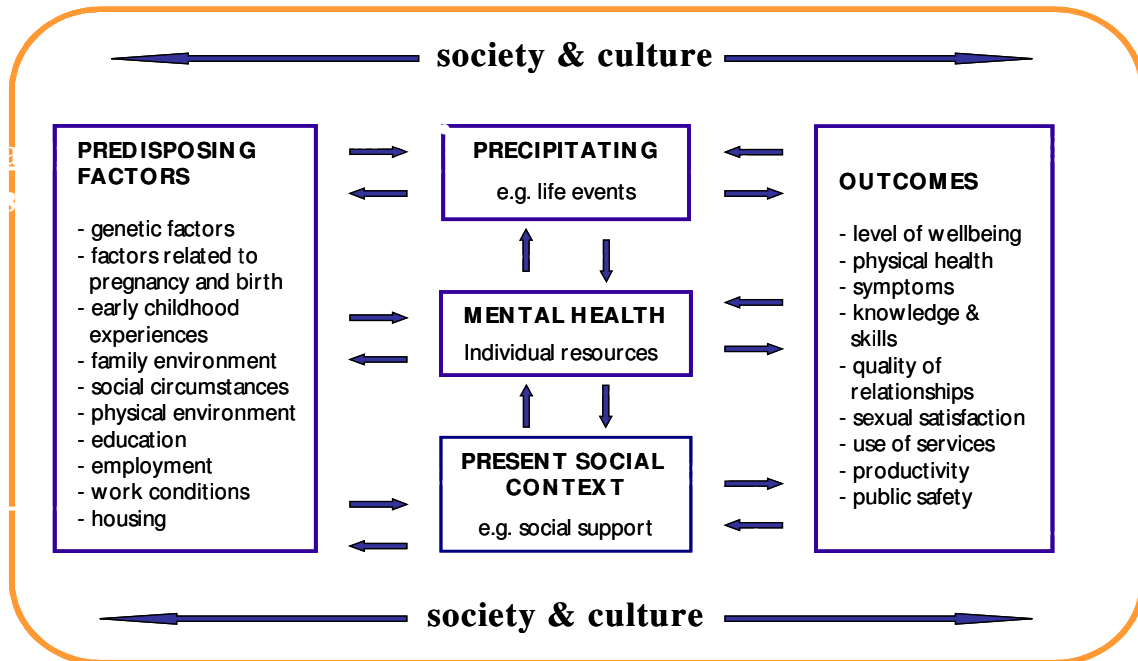 society & culture
PREDISPOSING
FACTORS
- genetic factors
- factors related to
pregnancy and birth
- early childhood
experiences
- family environment
- social circumstances
- physical environment
- education
- employment
- work conditions
- housing
PRECIPITATING
e.g. life events
MENTAL HEALTH
Individual resources
PRESENT SOCIAL
CONTEXT
e.g. social support
OUTCOMES
- level of wellbeing
- physical health
- symptoms
- knowledge &
skills
- quality of
relationships
- sexual satisfaction
- use of services
- productivity
- public safety
society & culture